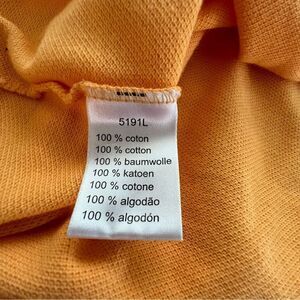 5191L
100 % coton
100 % cotton
100 % baumwolle
100 % katoen
100 % cotone
100 % algodão
100 % algodón